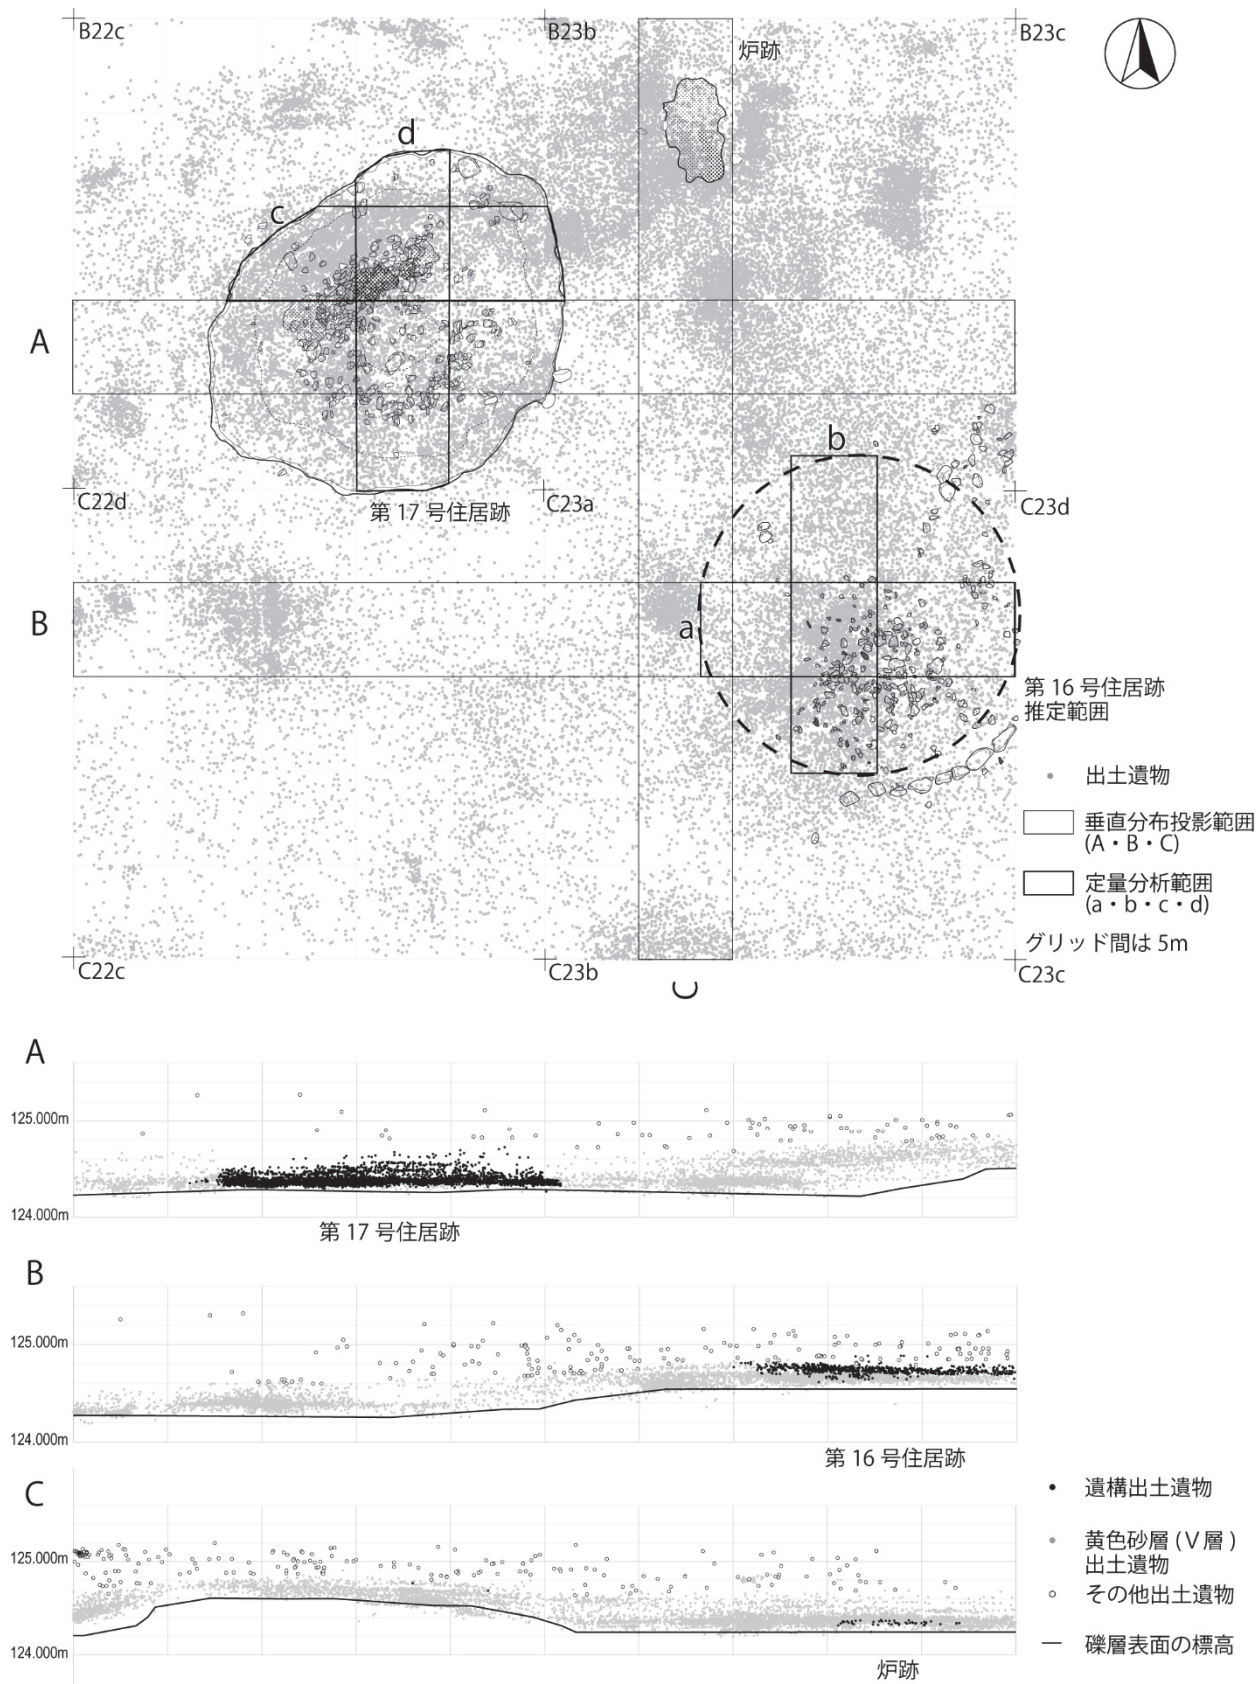 B22c
B23b
B23c
炉跡
d
c
A
C22d
C23a
C23d
第 17 号住居跡
b
B
a
第 16 号住居跡
推定範囲
出土遺物
垂直分布投影範囲
(A・B・C)
定量分析範囲
(a・b・c・d)
グリッド間は 5m
C22c
C23b
C23c
C
A
125.000m
124.000m
第 17 号住居跡
B
125.000m
124.000m
第 16 号住居跡
C
125.000m
124.000m
炉跡
遺構出土遺物
黄色砂層 ( V 層 )
出土遺物
その他出土遺物
礫層表面の標高